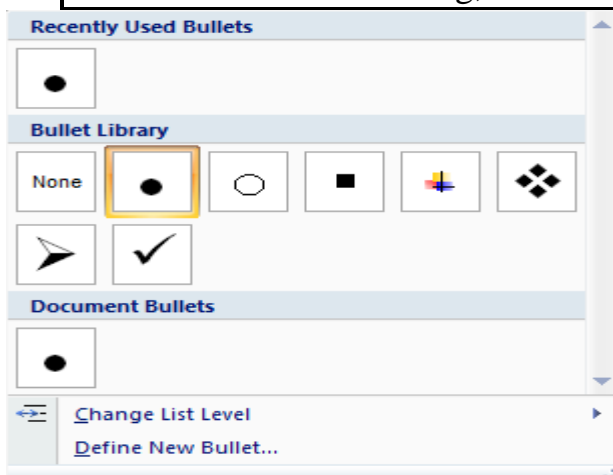 Recently Used Bullets
Bullet Library
None
Document Bullets
Change List Level
Define New Bullet...